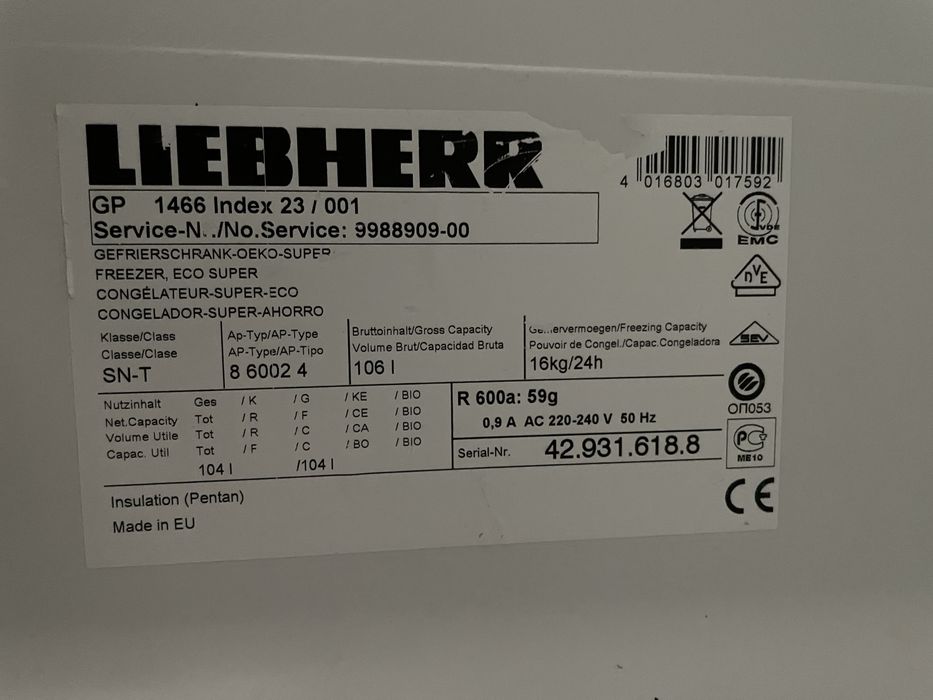 LIEBHERR
4 016803 017592
GP 1466 Index 23 / 001
Service-N. ./No.Service: 9988909-00
GEFRIERSCHRANK-OEKO-SUPER
FREEZER, ECO SUPER
CONGÉLATEUR-SUPER-ECO
CONGELADOR-SUPER-AHORRO
VDE
EMC
DVE
Klasse/Class
Classe/Clase
SN-T
Ap-Typ/AP-Type
AP-Type/AP-Tipo
8 6002 4
Bruttoinhalt/Gross Capacity
Volume Brut/Capacidad Bruta
106 l
/Freezing Capacity
Pouvoir de Congel./Capac.Congeladora
16kg/24h
SEV
Nutzinhalt Ges / K / G / KE / BIO
Net.Capacity Tot / R / F / CE / BIO
Volume Utile Tot / R / C / CA / BIO
Capac. Util Tot / F / C / BO / BIO
104 l /104 l
R 600a: 59g
0,9 A AC 220-240 V 50 Hz
Serial-Nr. 42.931.618.8
ОП053
РСТ
ME10
CE
Insulation (Pentan)
Made in EU